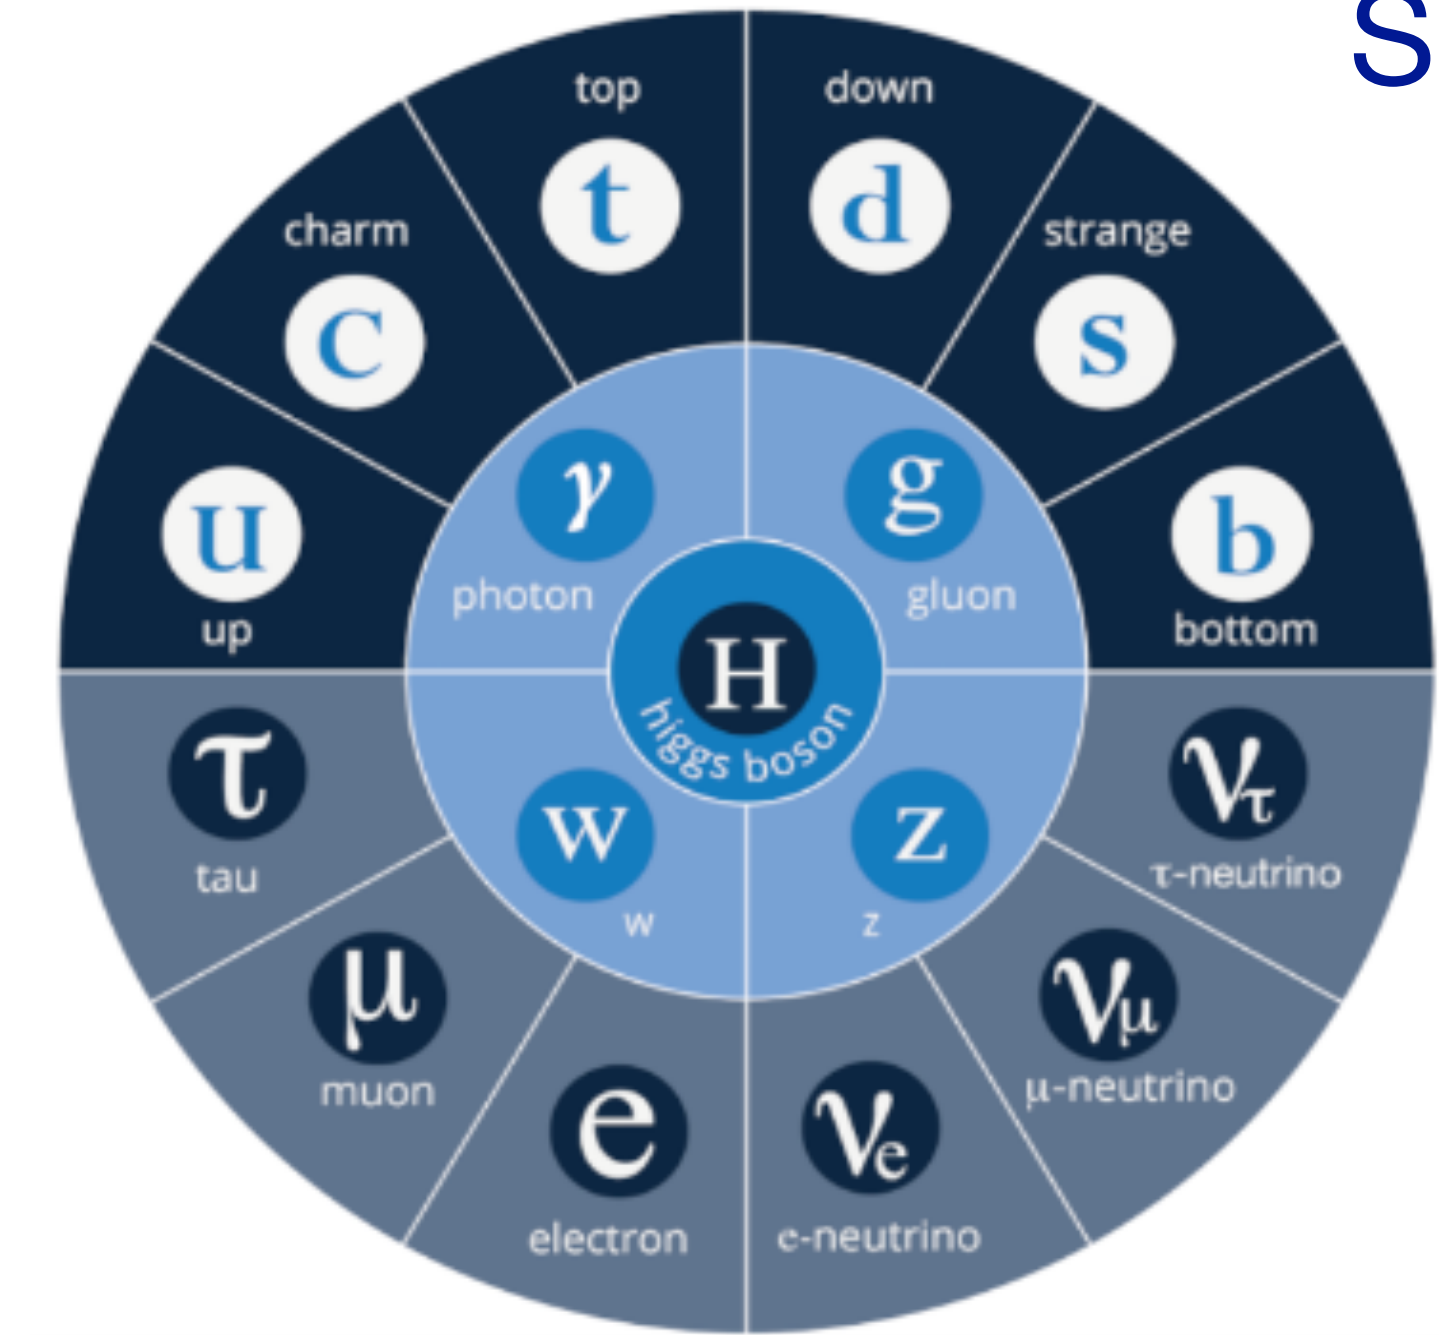 S
top
down
t
d
charm
strange
c
s
γ
g
u
b
photon
gluon
up
bottom
H
higgs boson
τ
ντ
w
z
tau
τ-neutrino
w
z
μ
νμ
muon
μ-neutrino
e
νe
electron
e-neutrino